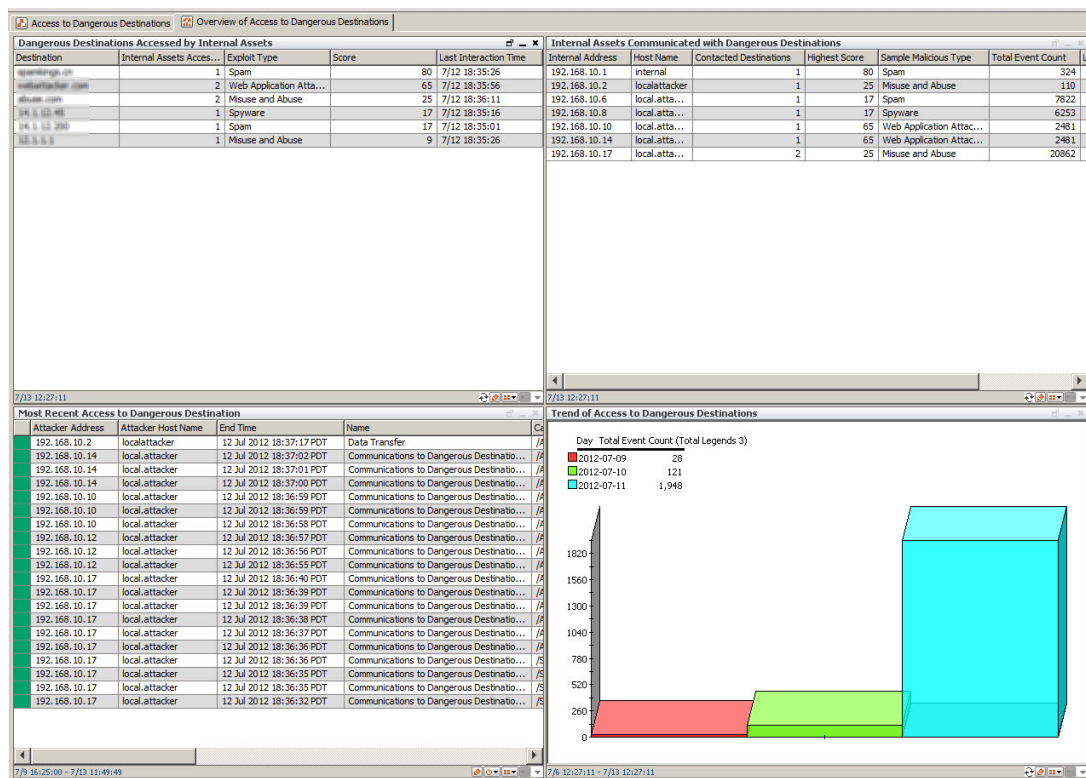 Access to Dangerous Destinations Overview of Access to Dangerous Destinations
Dangerous Destinations Accessed by Internal Assets
Destination Internal Assets Acces... Exploit Type Score Last Interaction Time
1 Spam 80 7/12 18:35:26
2 Web Application Atta... 65 7/12 18:35:56
2 Misuse and Abuse 25 7/12 18:36:11
1 Spyware 17 7/12 18:35:16
1 Spam 17 7/12 18:35:01
1 Misuse and Abuse 9 7/12 18:35:26
7/13 12:27:11
Internal Assets Communicated with Dangerous Destinations
Internal Address Host Name Contacted Destinations Highest Score Sample Malicious Type Total Event Count L
192.168.10.1 internal 1 80 Spam 324
192.168.10.2 localattacker 1 25 Misuse and Abuse 110
192.168.10.6 local.atta... 1 17 Spam 7822
192.168.10.8 local.atta... 1 17 Spyware 6253
192.168.10.10 local.atta... 1 65 Web Application Attac... 2481
192.168.10.14 local.atta... 1 65 Web Application Attac... 2481
192.168.10.17 local.atta... 2 25 Misuse and Abuse 20862
7/13 12:27:11
Most Recent Access to Dangerous Destination
Attacker Address Attacker Host Name End Time Name Ca
192.168.10.2 localattacker 12 Jul 2012 18:37:17 PDT Data Transfer /A
192.168.10.14 local.attacker 12 Jul 2012 18:37:02 PDT Communications to Dangerous Destinatio... /A
192.168.10.14 local.attacker 12 Jul 2012 18:37:01 PDT Communications to Dangerous Destinatio... /A
192.168.10.14 local.attacker 12 Jul 2012 18:37:00 PDT Communications to Dangerous Destinatio... /A
192.168.10.10 local.attacker 12 Jul 2012 18:36:59 PDT Communications to Dangerous Destinatio... /A
192.168.10.10 local.attacker 12 Jul 2012 18:36:59 PDT Communications to Dangerous Destinatio... /A
192.168.10.10 local.attacker 12 Jul 2012 18:36:58 PDT Communications to Dangerous Destinatio... /A
192.168.10.12 local.attacker 12 Jul 2012 18:36:57 PDT Communications to Dangerous Destinatio... /A
192.168.10.12 local.attacker 12 Jul 2012 18:36:56 PDT Communications to Dangerous Destinatio... /A
192.168.10.12 local.attacker 12 Jul 2012 18:36:55 PDT Communications to Dangerous Destinatio... /A
192.168.10.17 local.attacker 12 Jul 2012 18:36:40 PDT Communications to Dangerous Destinatio... /A
192.168.10.17 local.attacker 12 Jul 2012 18:36:39 PDT Communications to Dangerous Destinatio... /A
192.168.10.17 local.attacker 12 Jul 2012 18:36:39 PDT Communications to Dangerous Destinatio... /A
192.168.10.17 local.attacker 12 Jul 2012 18:36:38 PDT Communications to Dangerous Destinatio... /A
192.168.10.17 local.attacker 12 Jul 2012 18:36:37 PDT Communications to Dangerous Destinatio... /A
192.168.10.17 local.attacker 12 Jul 2012 18:36:36 PDT Communications to Dangerous Destinatio... /A
192.168.10.17 local.attacker 12 Jul 2012 18:36:36 PDT Communications to Dangerous Destinatio... /S
192.168.10.17 local.attacker 12 Jul 2012 18:36:35 PDT Communications to Dangerous Destinatio... /S
192.168.10.17 local.attacker 12 Jul 2012 18:36:35 PDT Communications to Dangerous Destinatio... /S
192.168.10.17 local.attacker 12 Jul 2012 18:36:32 PDT Communications to Dangerous Destinatio... /S
7/9 16:25:00 - 7/13 11:49:49
Trend of Access to Dangerous Destinations
Day Total Event Count (Total Legends 3)
2012-07-09 28
2012-07-10 121
2012-07-11 1,948
1820
1560
1300
1040
780
520
260
0
7/6 12:27:11 - 7/13 12:27:11